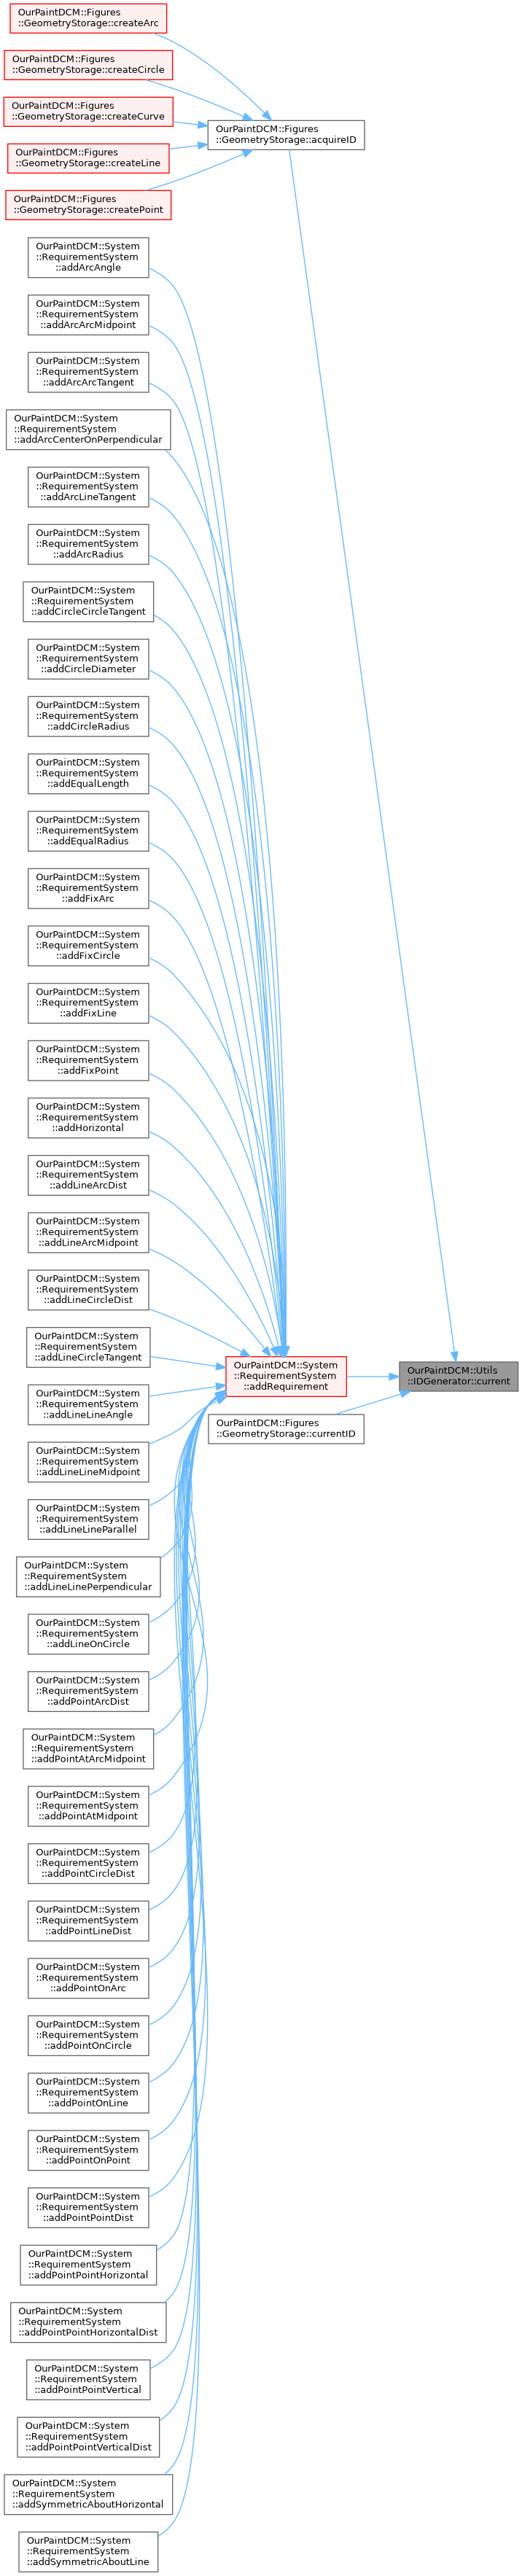 OurPaintDCM::Figures
::GeometryStorage::createArc
OurPaintDCM::Figures
::GeometryStorage::createCircle
OurPaintDCM::Figures
::GeometryStorage::createCurve
OurPaintDCM::Figures
::GeometryStorage::createLine
OurPaintDCM::Figures
::GeometryStorage::createPoint
OurPaintDCM::Figures
::GeometryStorage::acquireID
OurPaintDCM::System
::RequirementSystem
::addArcAngle
OurPaintDCM::System
::RequirementSystem
::addArcArcMidpoint
OurPaintDCM::System
::RequirementSystem
::addArcArcTangent
OurPaintDCM::System
::RequirementSystem
::addArcCenterOnPerpendicular
OurPaintDCM::System
::RequirementSystem
::addArcLineTangent
OurPaintDCM::System
::RequirementSystem
::addArcRadius
OurPaintDCM::System
::RequirementSystem
::addCircleCircleTangent
OurPaintDCM::System
::RequirementSystem
::addCircleDiameter
OurPaintDCM::System
::RequirementSystem
::addCircleRadius
OurPaintDCM::System
::RequirementSystem
::addEqualLength
OurPaintDCM::System
::RequirementSystem
::addEqualRadius
OurPaintDCM::System
::RequirementSystem
::addFixArc
OurPaintDCM::System
::RequirementSystem
::addFixCircle
OurPaintDCM::System
::RequirementSystem
::addFixLine
OurPaintDCM::System
::RequirementSystem
::addFixPoint
OurPaintDCM::System
::RequirementSystem
::addHorizontal
OurPaintDCM::System
::RequirementSystem
::addLineArcDist
OurPaintDCM::System
::RequirementSystem
::addLineArcMidpoint
OurPaintDCM::System
::RequirementSystem
::addLineCircleDist
OurPaintDCM::System
::RequirementSystem
::addLineCircleTangent
OurPaintDCM::System
::RequirementSystem
::addRequirement
OurPaintDCM::Utils
::IDGenerator::current
OurPaintDCM::System
::RequirementSystem
::addLineLineAngle
OurPaintDCM::Figures
::GeometryStorage::currentID
OurPaintDCM::System
::RequirementSystem
::addLineLineMidpoint
OurPaintDCM::System
::RequirementSystem
::addLineLineParallel
OurPaintDCM::System
::RequirementSystem
::addLineLinePerpendicular
OurPaintDCM::System
::RequirementSystem
::addLineOnCircle
OurPaintDCM::System
::RequirementSystem
::addPointArcDist
OurPaintDCM::System
::RequirementSystem
::addPointAtArcMidpoint
OurPaintDCM::System
::RequirementSystem
::addPointAtMidpoint
OurPaintDCM::System
::RequirementSystem
::addPointCircleDist
OurPaintDCM::System
::RequirementSystem
::addPointLineDist
OurPaintDCM::System
::RequirementSystem
::addPointOnArc
OurPaintDCM::System
::RequirementSystem
::addPointOnCircle
OurPaintDCM::System
::RequirementSystem
::addPointOnLine
OurPaintDCM::System
::RequirementSystem
::addPointOnPoint
OurPaintDCM::System
::RequirementSystem
::addPointPointDist
OurPaintDCM::System
::RequirementSystem
::addPointPointHorizontal
OurPaintDCM::System
::RequirementSystem
::addPointPointHorizontalDist
OurPaintDCM::System
::RequirementSystem
::addPointPointVertical
OurPaintDCM::System
::RequirementSystem
::addPointPointVerticalDist
OurPaintDCM::System
::RequirementSystem
::addSymmetricAboutHorizontal
OurPaintDCM::System
::RequirementSystem
::addSymmetricAboutLine